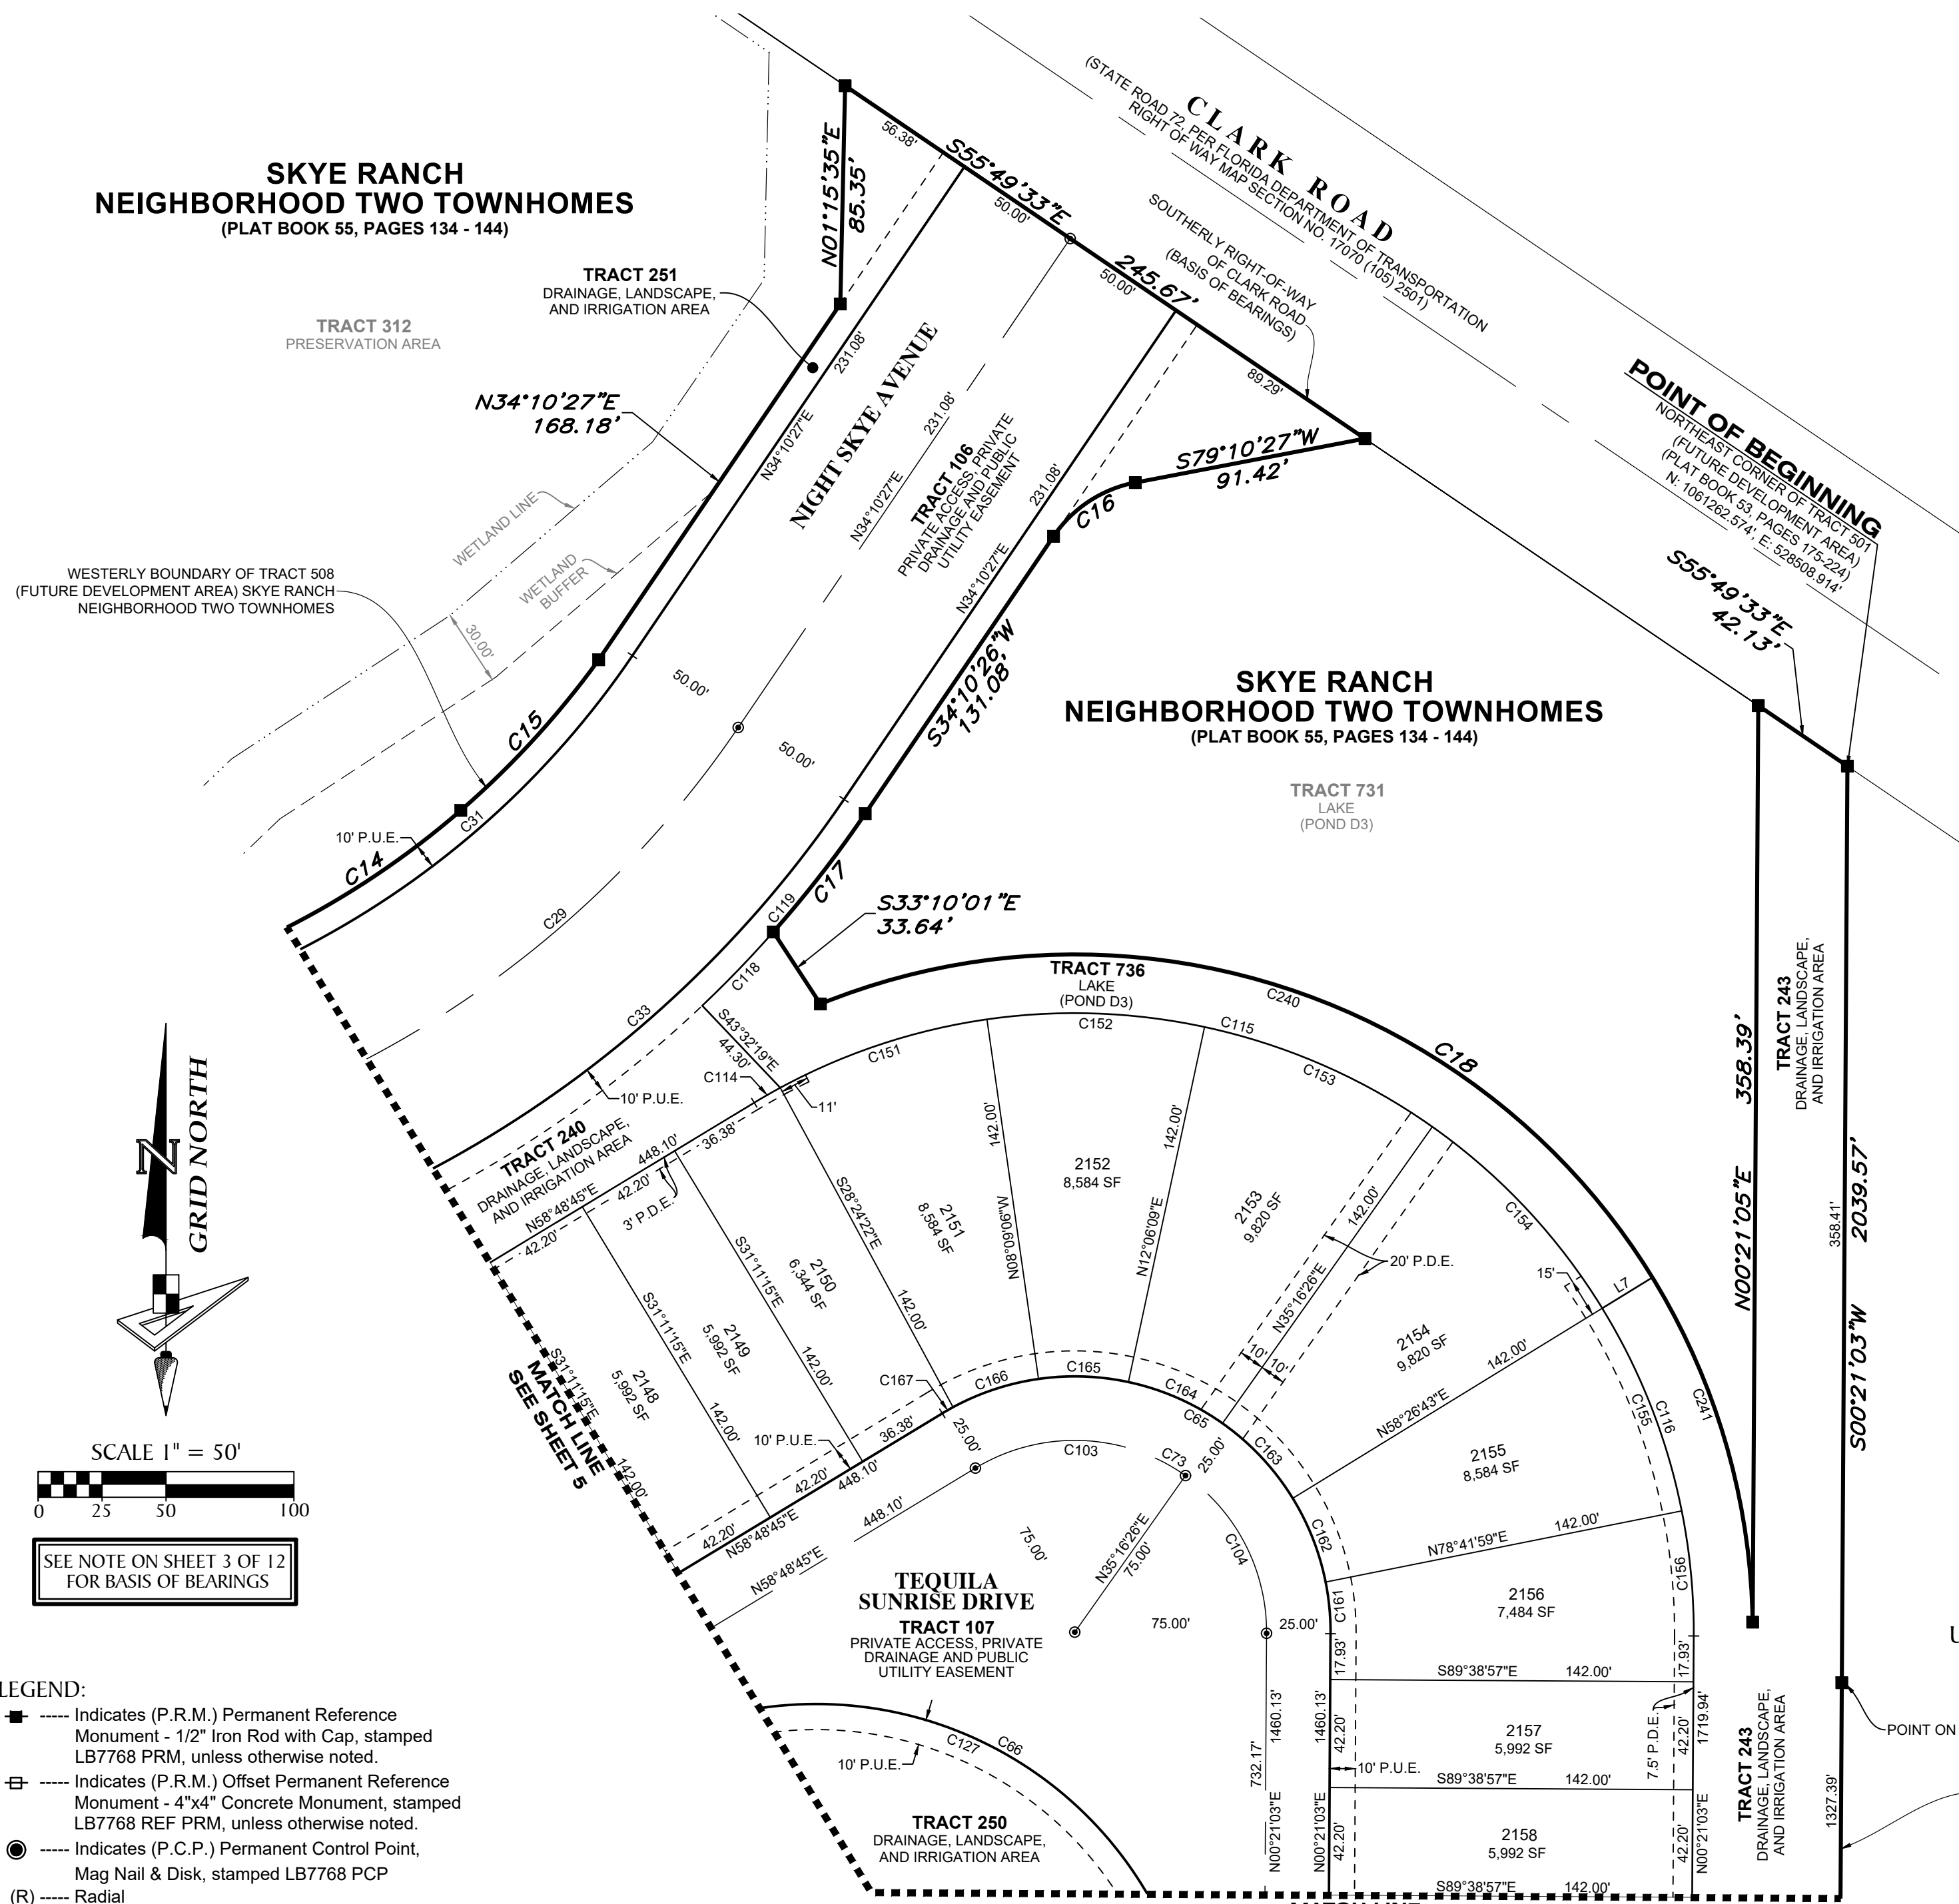 SKYE RANCH
NEIGHBORHOOD TWO TOWNHOMES
(PLAT BOOK 55, PAGES 134 - 144)
TRACT 251
DRAINAGE, LANDSCAPE,
AND IRRIGATION AREA
TRACT 312
PRESERVATION AREA
N01°15'35"E
85.35'
56.38'
S55°49'33"E
50.00'
245.67'
50.00'
89.29'
CLARK ROAD
(STATE ROAD 72, PER FLORIDA DEPARTMENT OF TRANSPORTATION
RIGHT OF WAY MAP SECTION NO. 17070 (105) 2501)
SOUTHERLY RIGHT-OF-WAY
OF CLARK ROAD
(BASIS OF BEARINGS)
POINT OF BEGINNING
NORTHEAST CORNER OF TRACT 501
(FUTURE DEVELOPMENT AREA)
(PLAT BOOK 53, PAGES 175-224)
N: 1061262.574', E: 528508.914'
S55°49'33"E
42.13'
N34°10'27"E
168.18'
231.08'
N34°10'27"E
NIGHT SKYE AVENUE
231.08'
N34°10'27"E
TRACT 106
PRIVATE ACCESS, PRIVATE
DRAINAGE AND PUBLIC
UTILITY EASEMENT
231.08'
N34°10'27"E
S79°10'27"W
91.42'
C16
S34°10'26"W
131.08'
WETLAND LINE
WETLAND
BUFFER
30.00'
WESTERLY BOUNDARY OF TRACT 508
(FUTURE DEVELOPMENT AREA) SKYE RANCH
NEIGHBORHOOD TWO TOWNHOMES
50.00'
50.00'
C15
C31
10' P.U.E.
C14
C29
C17
C119
S33°10'01"E
33.64'
SKYE RANCH
NEIGHBORHOOD TWO TOWNHOMES
(PLAT BOOK 55, PAGES 134 - 144)
TRACT 731
LAKE
(POND D3)
358.39'
N00°21'05"E
TRACT 243
DRAINAGE, LANDSCAPE,
AND IRRIGATION AREA
358.41'
2039.57'
S00°21'03"W
TRACT 736
LAKE
(POND D3)
C240
C18
C118
C33
S43°32'19"E
44.30'
C114
11'
C151
C152
C115
C153
C154
15'
L7
C241
C155
C116
C156
10' P.U.E.
TRACT 240
DRAINAGE, LANDSCAPE,
AND IRRIGATION AREA
448.10'
N58°48'45"E
36.38'
42.20'
42.20'
3' P.D.E.
GRID NORTH
N
SCALE 1" = 50'
0 25 50 100
SEE NOTE ON SHEET 3 OF 12
FOR BASIS OF BEARINGS
MATCH LINE
SEE SHEET 5
S31°11'15"E
142.00'
2148
5,992 SF
S31°11'15"E
142.00'
2149
5,992 SF
S31°11'15"E
142.00'
2150
6,344 SF
S28°24'22"E
142.00'
2151
8,584 SF
142.00'
N08°09'06"W
2152
8,584 SF
142.00'
N12°06'09"E
2153
9,820 SF
142.00'
N35°16'26"E
20' P.D.E.
10' 10'
2154
9,820 SF
142.00'
N58°26'43"E
2155
8,584 SF
N78°41'59"E 142.00'
2156
7,484 SF
S89°38'57"E 142.00'
2157
5,992 SF
S89°38'57"E 142.00'
2158
5,992 SF
S89°38'57"E 142.00'
C167
C166
C165
C164
C65
C163
C162
C161
10' P.U.E.
36.38'
25.00'
42.20'
448.10'
42.20'
N58°48'45"E
448.10'
N58°48'45"E
C103
C73
25.00'
C104
75.00'
N35°16'26"E
75.00'
75.00'
25.00'
17.93'
17.93'
TEQUILA
SUNRISE DRIVE
TRACT 107
PRIVATE ACCESS, PRIVATE
DRAINAGE AND PUBLIC
UTILITY EASEMENT
C127
C66
10' P.U.E.
TRACT 250
DRAINAGE, LANDSCAPE,
AND IRRIGATION AREA
1460.13'
732.17'
N00°21'03"E
1460.13'
N00°21'03"E
42.20'
42.20'
10' P.U.E.
7.5' P.D.E.
42.20'
42.20'
1719.94'
N00°21'03"E
TRACT 243
DRAINAGE, LANDSCAPE,
AND IRRIGATION AREA
1327.39'
POINT ON
LEGEND:
----- Indicates (P.R.M.) Permanent Reference
Monument - 1/2" Iron Rod with Cap, stamped
LB7768 PRM, unless otherwise noted.
----- Indicates (P.R.M.) Offset Permanent Reference
Monument - 4"x4" Concrete Monument, stamped
LB7768 REF PRM, unless otherwise noted.
----- Indicates (P.C.P.) Permanent Control Point,
Mag Nail & Disk, stamped LB7768 PCP
(R) ----- Radial